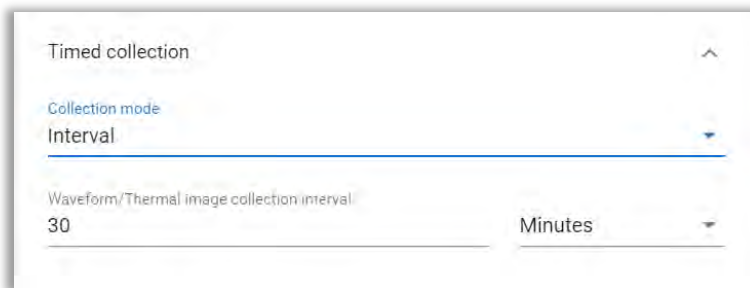 Timed collection
Collection mode
Interval
Waveform/Thermal image collection interval
30 Minutes